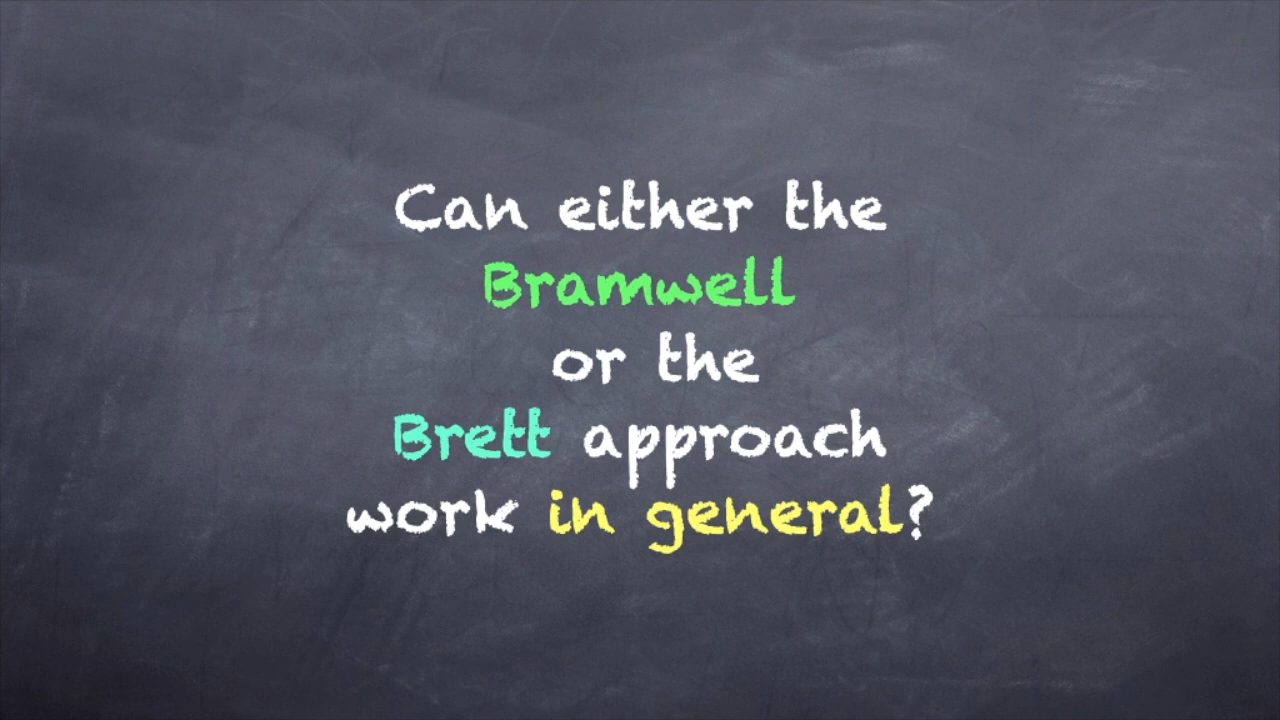 Can either the
Bramwell
or the
Brett approach
work in general?